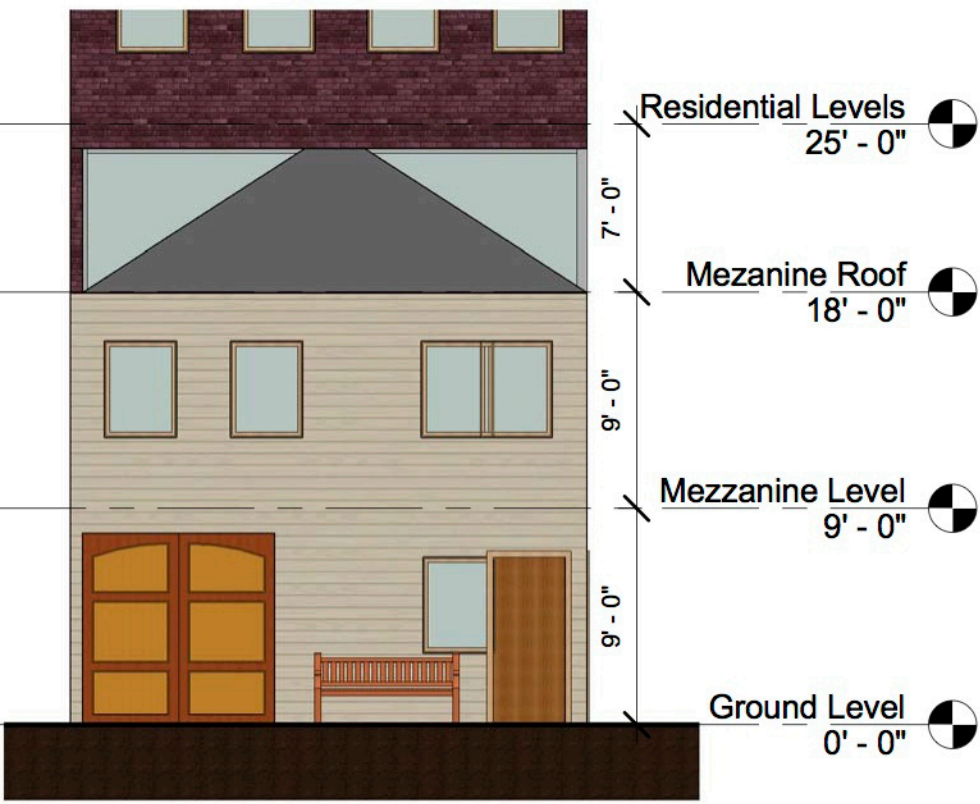 Residential Levels
25' - 0"
7' - 0"
Mezanine Roof
18' - 0"
9' - 0"
Mezzanine Level
9' - 0"
9' - 0"
Ground Level
0' - 0"